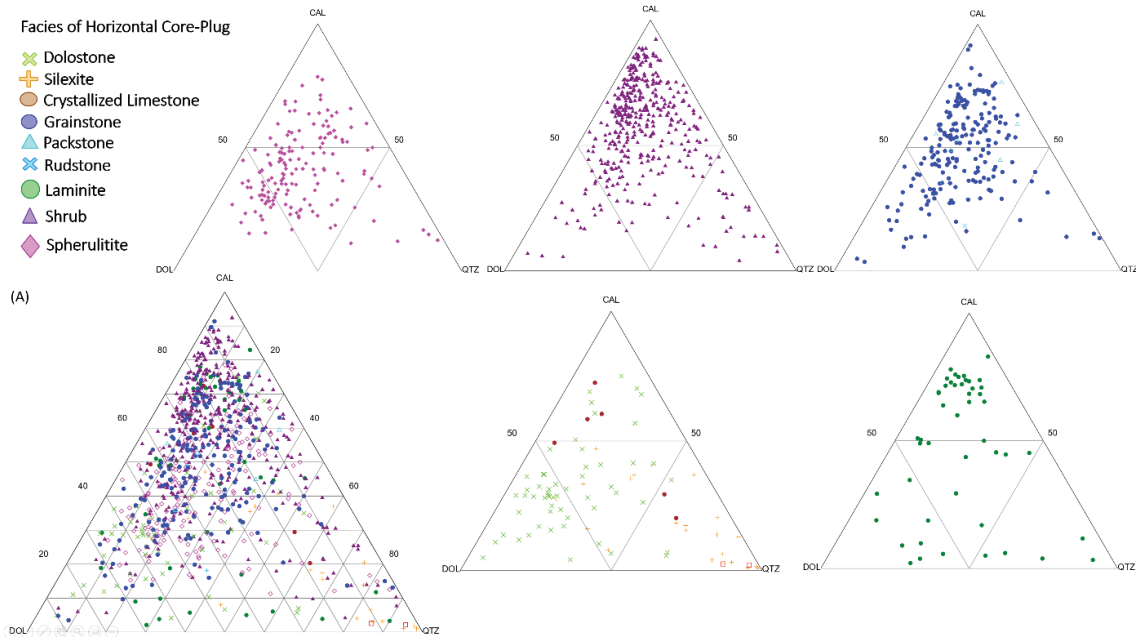 Facies of Horizontal Core-Plug
Dolostone
Silexite
Crystallized Limestone
Grainstone
Packstone
Rudstone
Laminite
Shrub
Spherulitite
CAL
50
50
DOL
QTZ
CAL
50
50
DOL
QTZ
CAL
50
50
DOL
QTZ
(A)
CAL
80
20
60
40
40
60
20
80
DOL
QTZ
CAL
50
50
DOL
QTZ
CAL
50
50
DOL
QTZ